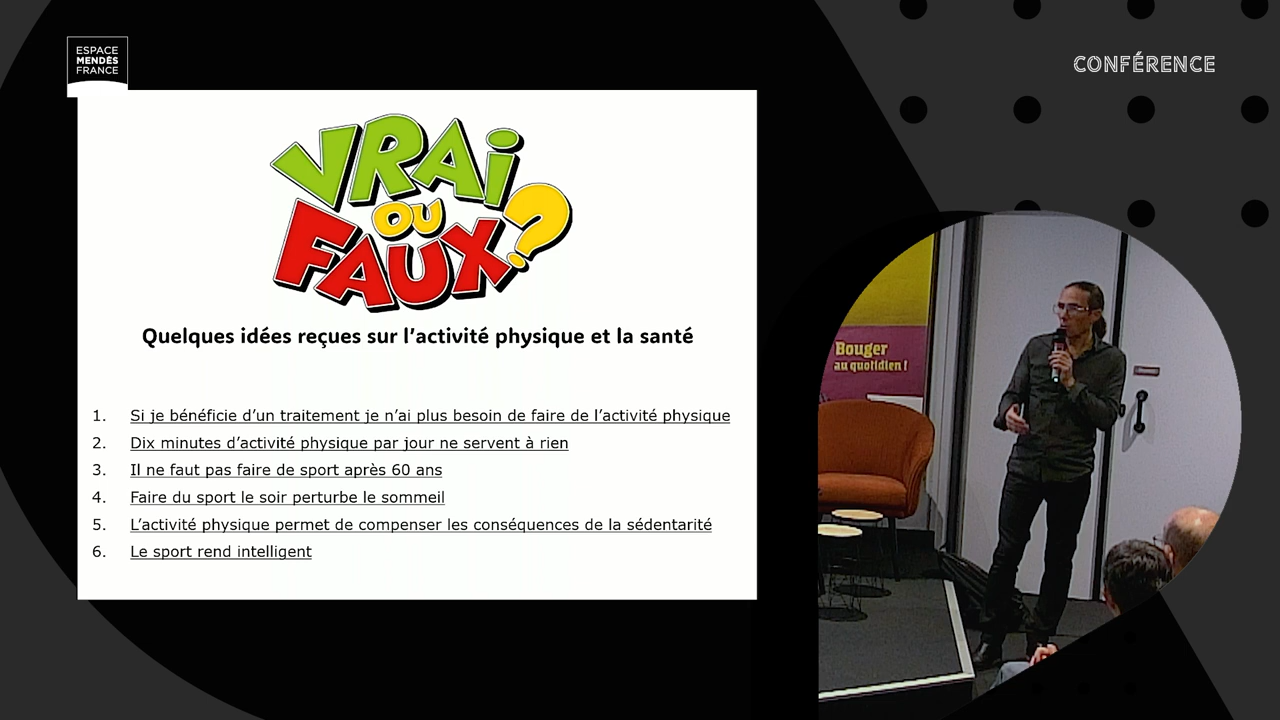 ESPACE
MENDÈS
FRANCE
CONFÉRENCE
VRAi
OU
FAUX ?
Quelques idées reçues sur l'activité physique et la santé
1. Si je bénéficie d'un traitement je n'ai plus besoin de faire de l'activité physique
2. Dix minutes d'activité physique par jour ne servent à rien
3. Il ne faut pas faire de sport après 60 ans
4. Faire du sport le soir perturbe le sommeil
5. L'activité physique permet de compenser les conséquences de la sédentarité
6. Le sport rend intelligent
Bouger
au quotidien !